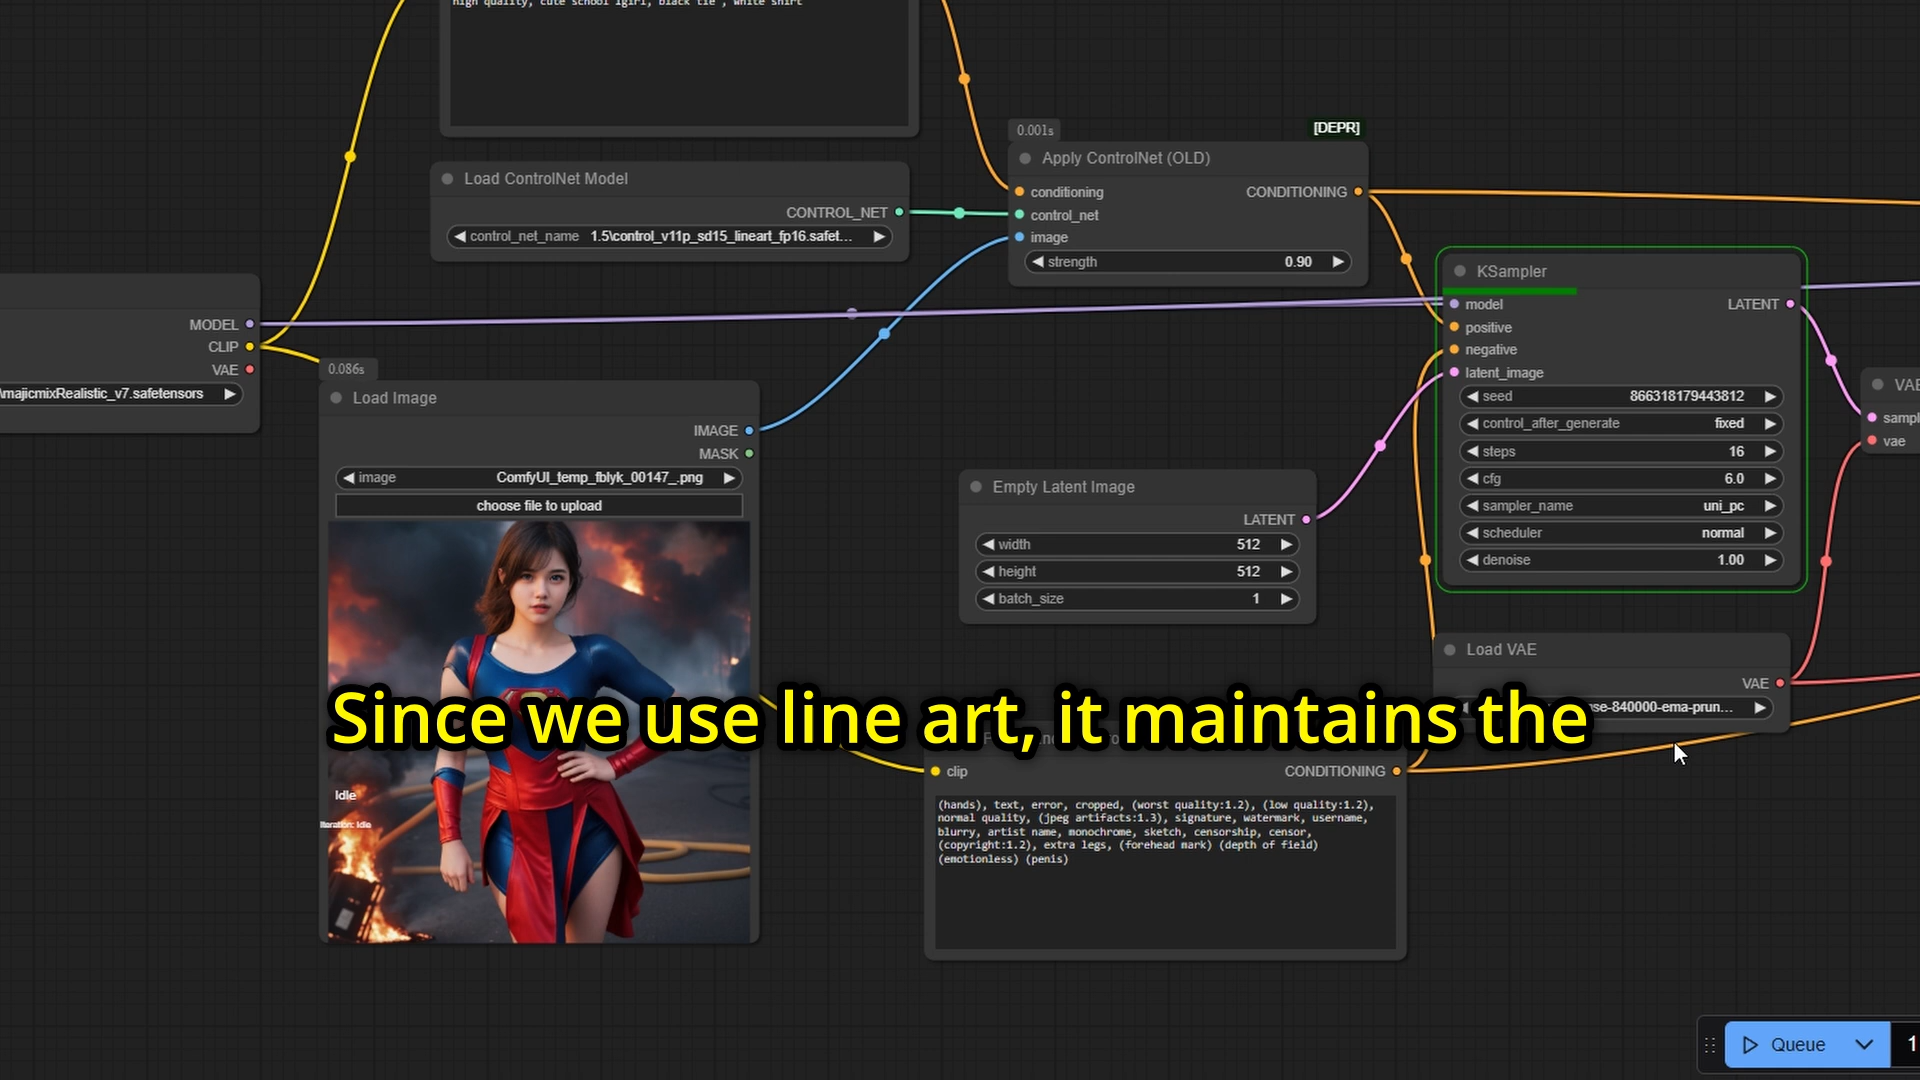 high quality, cute school 1girl, black tie , white shirt
0.001s
[DEPR]
Apply ControlNet (OLD)
conditioning
CONDITIONING
control_net
image
strength
0.90
Load ControlNet Model
CONTROL_NET
control_net_name
1.5\control_v11p_sd15_lineart_fp16.safet...
MODEL
CLIP
VAE
\majicmixRealistic_v7.safetensors
0.086s
Load Image
IMAGE
MASK
image
ComfyUI_temp_fblyk_00147_.png
choose file to upload
Idle
Iteration: Idle
KSampler
model
LATENT
positive
negative
latent_image
seed
866318179443812
control_after_generate
fixed
steps
16
cfg
6.0
sampler_name
uni_pc
scheduler
normal
denoise
1.00
VAE
sampl
vae
Empty Latent Image
LATENT
width
512
height
512
batch_size
1
Load VAE
VAE
se-840000-ema-prun...
Since we use line art, it maintains the
clip
CONDITIONING
(hands), text, error, cropped, (worst quality:1.2), (low quality:1.2),
normal quality, (jpeg artifacts:1.3), signature, watermark, username,
blurry, artist name, monochrome, sketch, censorship, censor,
(copyright:1.2), extra legs, (forehead mark) (depth of field)
(emotionless) (penis)
Queue
1